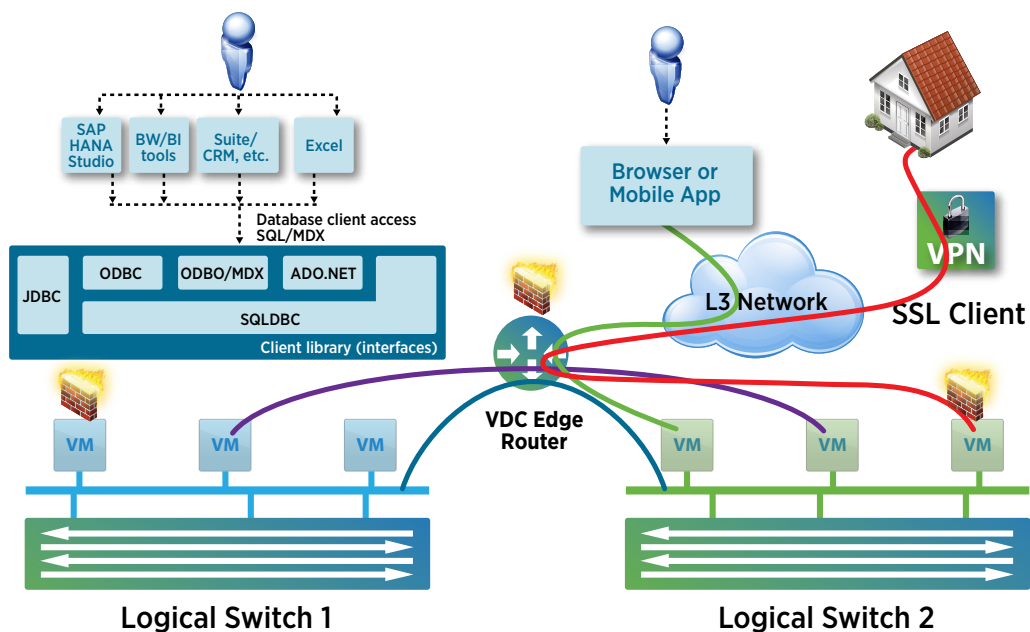 SAP
HANA
Studio
BW/BI
tools
Suite/
CRM, etc.
Excel
Database client access
SQL/MDX
JDBC
ODBC
ODBO/MDX
ADO.NET
SQLDBC
Client library (interfaces)
Browser or
Mobile App
L3 Network
VPN
SSL Client
VDC Edge
Router
VM
VM
VM
VM
VM
VM
Logical Switch 1
Logical Switch 2